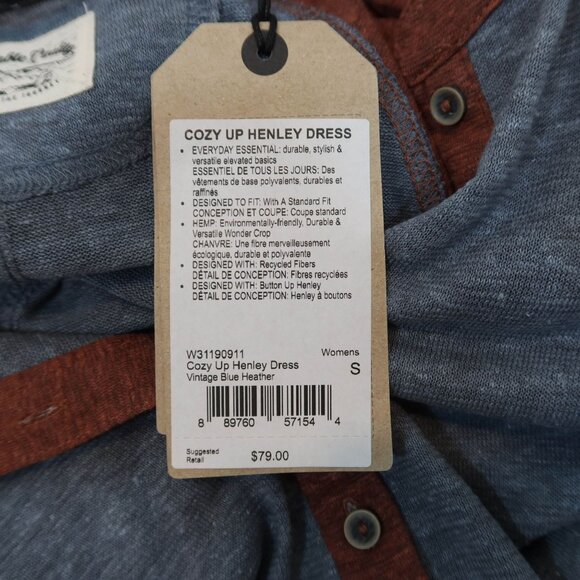 COZY UP HENLEY DRESS
• EVERYDAY ESSENTIAL: durable, stylish &
versatile elevated basics
ESSENTIEL DE TOUS LES JOURS: Des
vêtements de base polyvalents, durables et
raffinés
• DESIGNED TO FIT: With A Standard Fit
CONCEPTION ET COUPE: Coupe standard
• HEMP: Environmentally-friendly, Durable &
Versatile Wonder Crop
CHANVRE: Une fibre merveilleusement
écologique, durable et polyvalente
• DESIGNED WITH: Recycled Fibers
DÉTAIL DE CONCEPTION: Fibres recyclées
• DESIGNED WITH: Button Up Henley
DÉTAIL DE CONCEPTION: Henley à boutons
W31190911 Womens
Cozy Up Henley Dress S
Vintage Blue Heather
8 89760 57154 4
Suggested
Retail $79.00